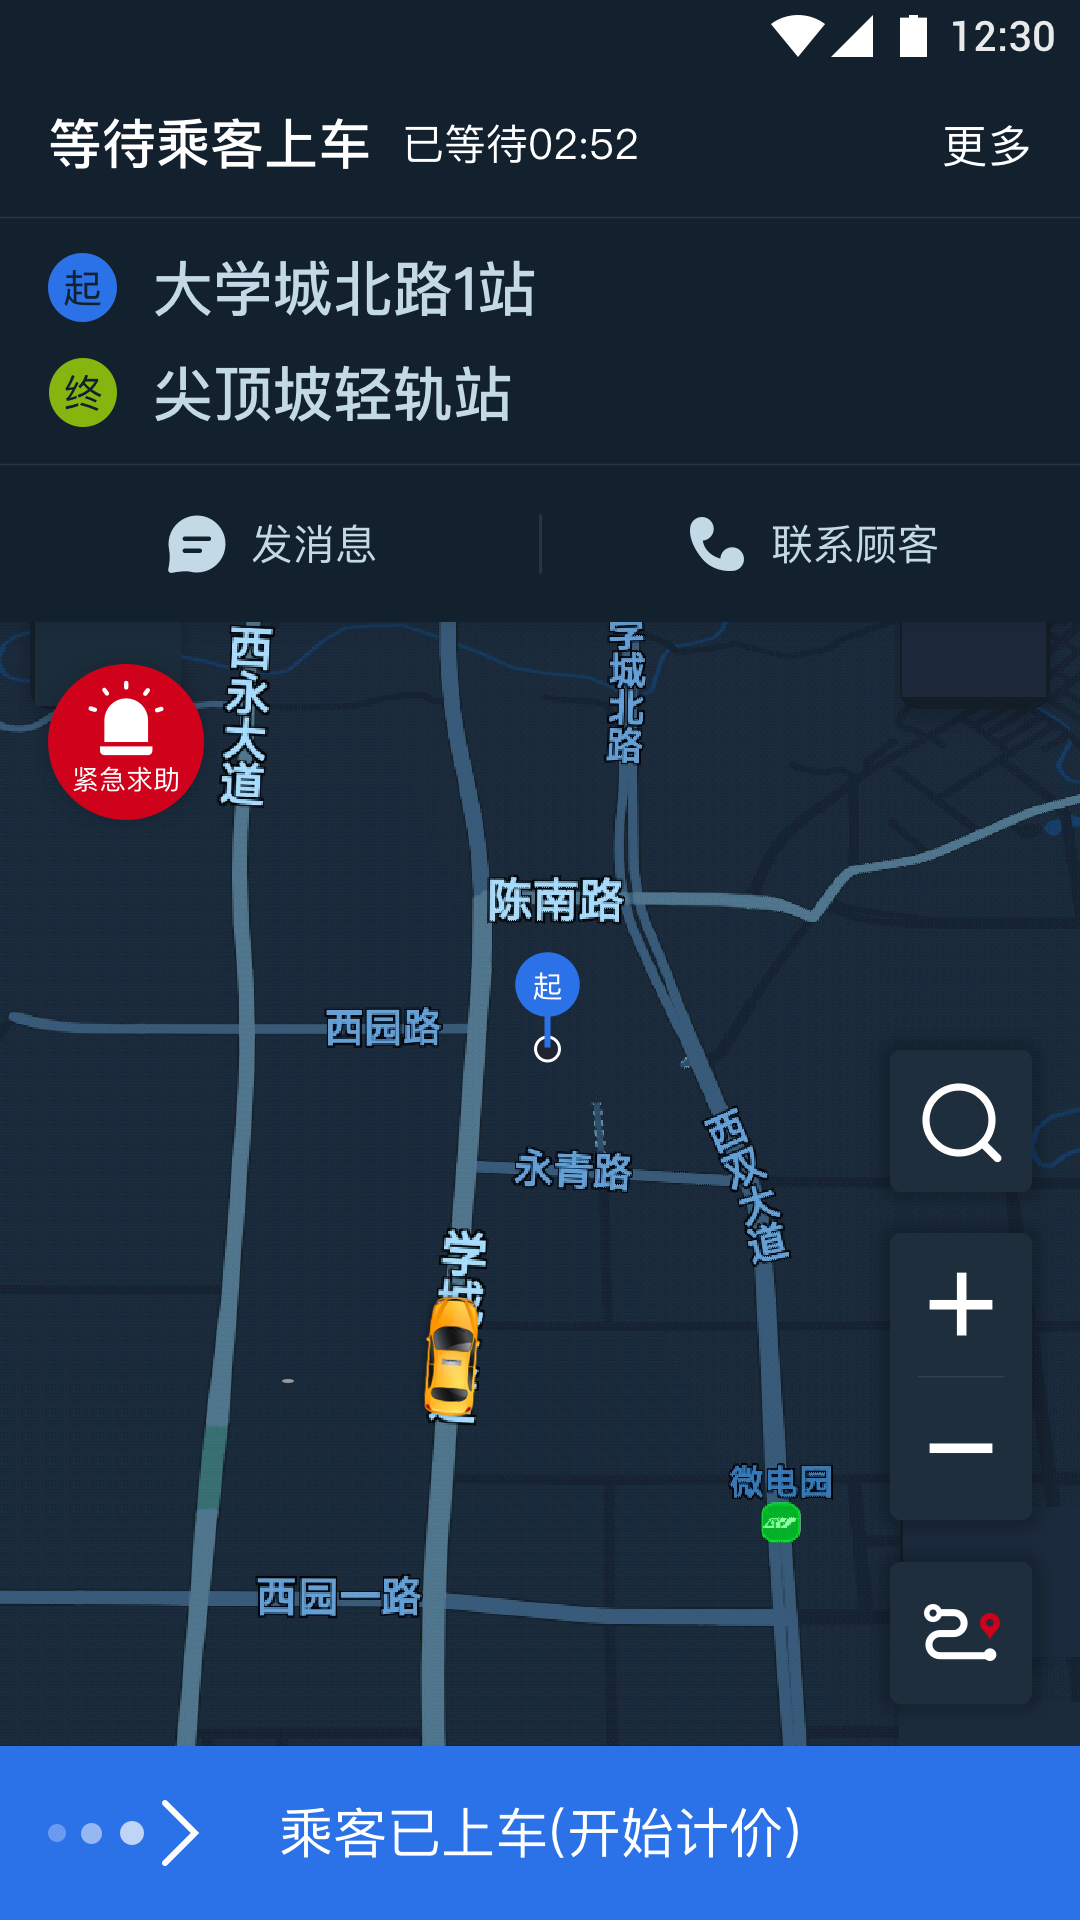 12:30
等待乘客上车 已等待02:52 更多
起 大学城北路1站
终 尖顶坡轻轨站
发消息 联系顾客
西永大道
学城北路
紧急求助
陈南路
起
西园路
永青路
西双大道
学城
微电园
西园一路
乘客已上车(开始计价)